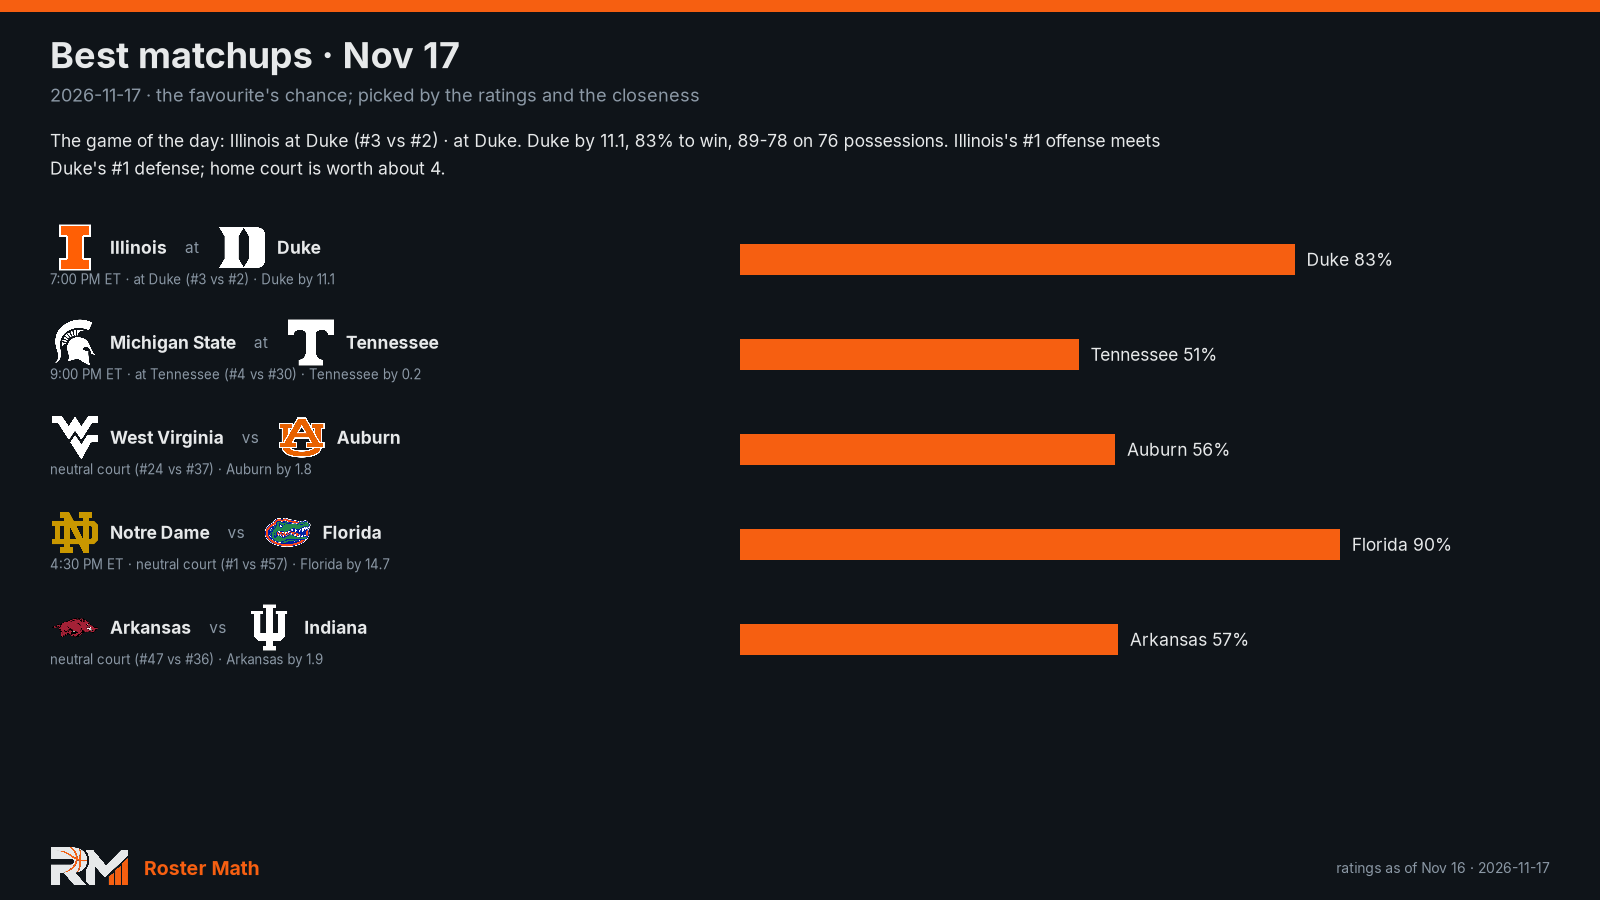 Best matchups · Nov 17
2026-11-17 · the favourite's chance; picked by the ratings and the closeness
The game of the day: Illinois at Duke (#3 vs #2) · at Duke. Duke by 11.1, 83% to win, 89-78 on 76 possessions. Illinois's #1 offense meets
Duke's #1 defense; home court is worth about 4.
Illinois at Duke
7:00 PM ET · at Duke (#3 vs #2) · Duke by 11.1
Duke 83%
Michigan State at Tennessee
9:00 PM ET · at Tennessee (#4 vs #30) · Tennessee by 0.2
Tennessee 51%
West Virginia vs Auburn
neutral court (#24 vs #37) · Auburn by 1.8
Auburn 56%
Notre Dame vs Florida
4:30 PM ET · neutral court (#1 vs #57) · Florida by 14.7
Florida 90%
Arkansas vs Indiana
neutral court (#47 vs #36) · Arkansas by 1.9
Arkansas 57%
RM Roster Math
ratings as of Nov 16 · 2026-11-17